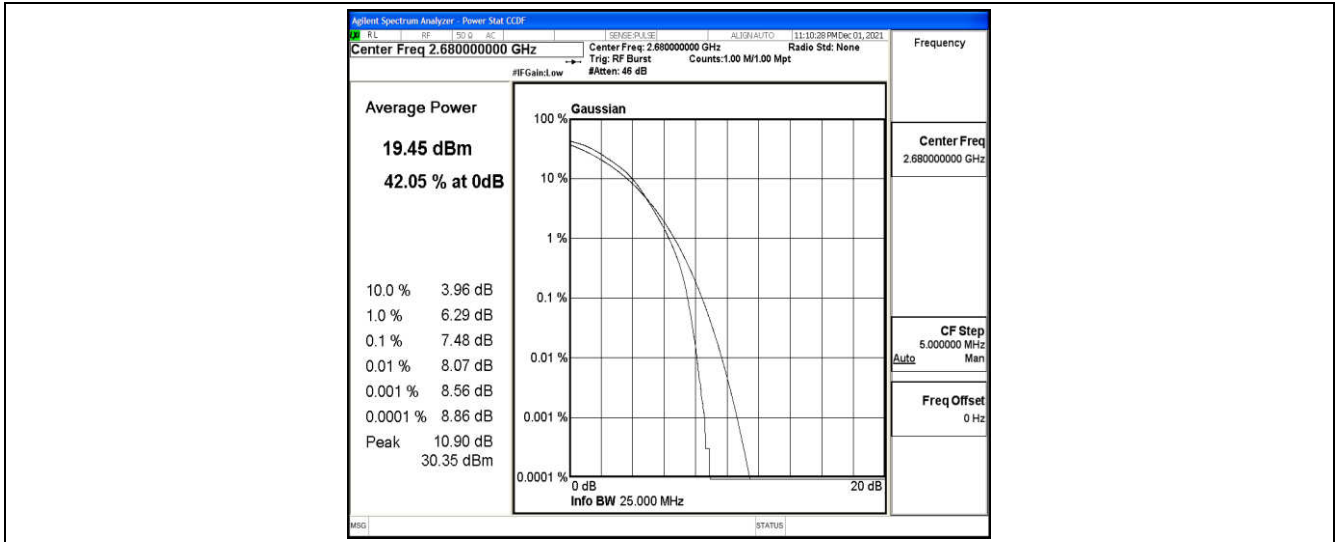 Agilent Spectrum Analyzer - Power Stat CCDF
RL RF 50 Ω AC SENSE:PULSE ALIGNAUTO 11:10:28 PM Dec 01, 2021
Center Freq 2.680000000 GHz
Center Freq: 2.680000000 GHz Radio Std: None
Trig: RF Burst Counts:1.00 M/1.00 Mpt
#IFGain:Low #Atten: 46 dB
Average Power
19.45 dBm
42.05 % at 0dB
10.0 % 3.96 dB
1.0 % 6.29 dB
0.1 % 7.48 dB
0.01 % 8.07 dB
0.001 % 8.56 dB
0.0001 % 8.86 dB
Peak 10.90 dB
30.35 dBm
Gaussian
100 %
10 %
1 %
0.1 %
0.01 %
0.001 %
0.0001 %
0 dB 20 dB
Info BW 25.000 MHz
Frequency
Center Freq
2.680000000 GHz
CF Step
5.000000 MHz
Auto Man
Freq Offset
0 Hz
MSG STATUS